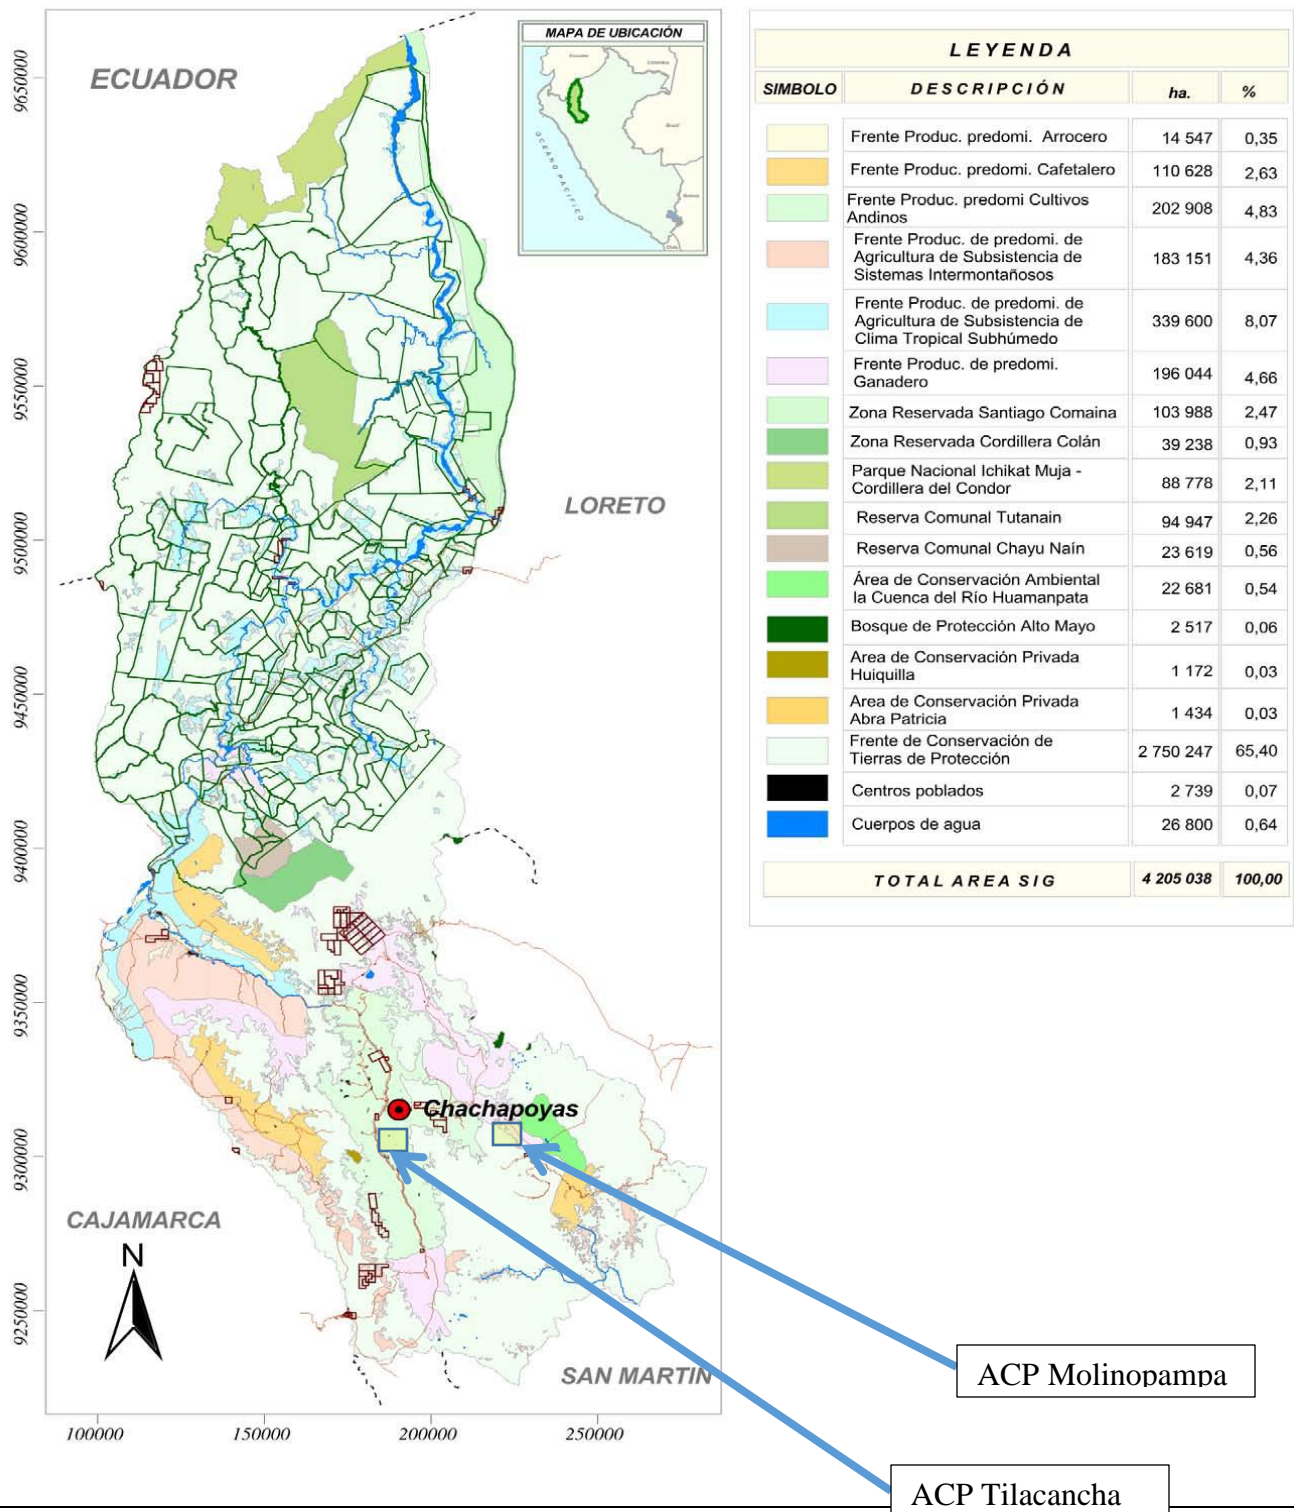 MAPA DE UBICACIÓN
Ecuador
Colombia
Brasil
Bolivia
Chile
OCEANO PACIFICO
ECUADOR
LORETO
Chachapoyas
CAJAMARCA
N
SAN MARTIN
9650000
9600000
9550000
9500000
9450000
9400000
9350000
9300000
9250000
100000 150000 200000 250000
LEYENDA
SIMBOLO DESCRIPCIÓN ha. %
Frente Produc. predomi. Arrocero 14 547 0,35
Frente Produc. predomi. Cafetalero 110 628 2,63
Frente Produc. predomi Cultivos
Andinos 202 908 4,83
Frente Produc. de predomi. de
Agricultura de Subsistencia de
Sistemas Intermontañosos 183 151 4,36
Frente Produc. de predomi. de
Agricultura de Subsistencia de
Clima Tropical Subhúmedo 339 600 8,07
Frente Produc. de predomi.
Ganadero 196 044 4,66
Zona Reservada Santiago Comaina 103 988 2,47
Zona Reservada Cordillera Colán 39 238 0,93
Parque Nacional Ichikat Muja -
Cordillera del Condor 88 778 2,11
Reserva Comunal Tutanain 94 947 2,26
Reserva Comunal Chayu Naín 23 619 0,56
Área de Conservación Ambiental
la Cuenca del Río Huamanpata 22 681 0,54
Bosque de Protección Alto Mayo 2 517 0,06
Area de Conservación Privada
Huiquilla 1 172 0,03
Area de Conservación Privada
Abra Patricia 1 434 0,03
Frente de Conservación de
Tierras de Protección 2 750 247 65,40
Centros poblados 2 739 0,07
Cuerpos de agua 26 800 0,64
TOTAL AREA SIG 4 205 038 100,00
ACP Molinopampa
ACP Tilacancha